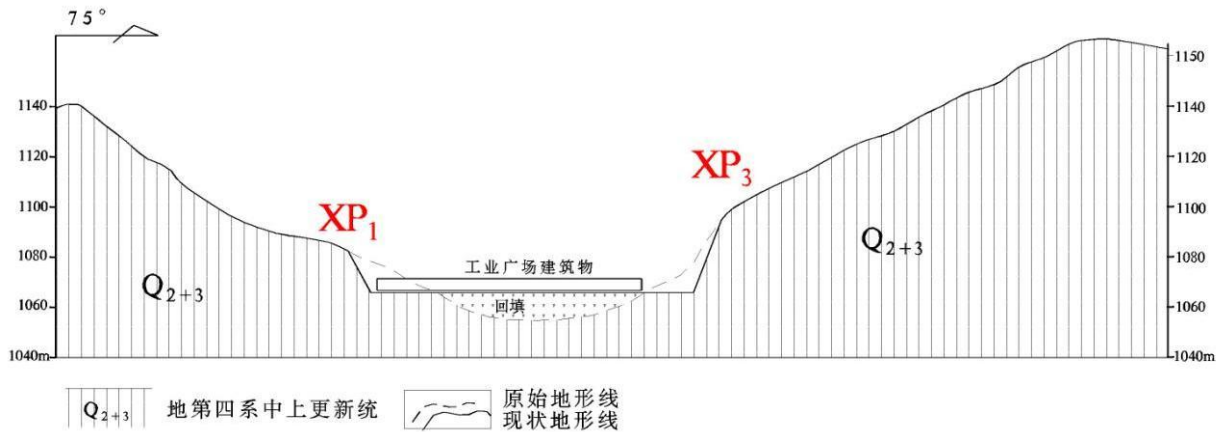 75°
1140
1120
1100
1080
1060
1040m
1150
1140
1120
1100
1080
1060
1040m
XP₁
XP₃
Q₂₊₃
Q₂₊₃
工业广场建筑物
回填
Q₂₊₃ 地第四系中上更新统
原始地形线
现状地形线